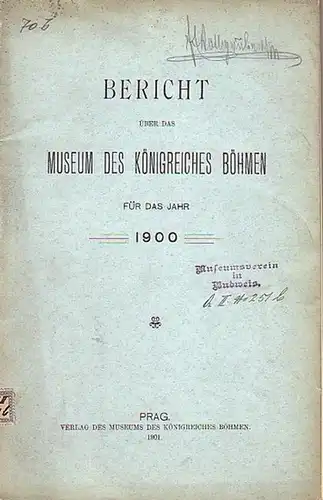 70 b
BERICHT
ÜBER DAS
MUSEUM DES KÖNIGREICHES BÖHMEN
FÜR DAS JAHR
1900
Museumsverein
in
Budweis.
PRAG.
VERLAG DES MUSEUMS DES KÖNIGREICHES BÖHMEN.
1901.